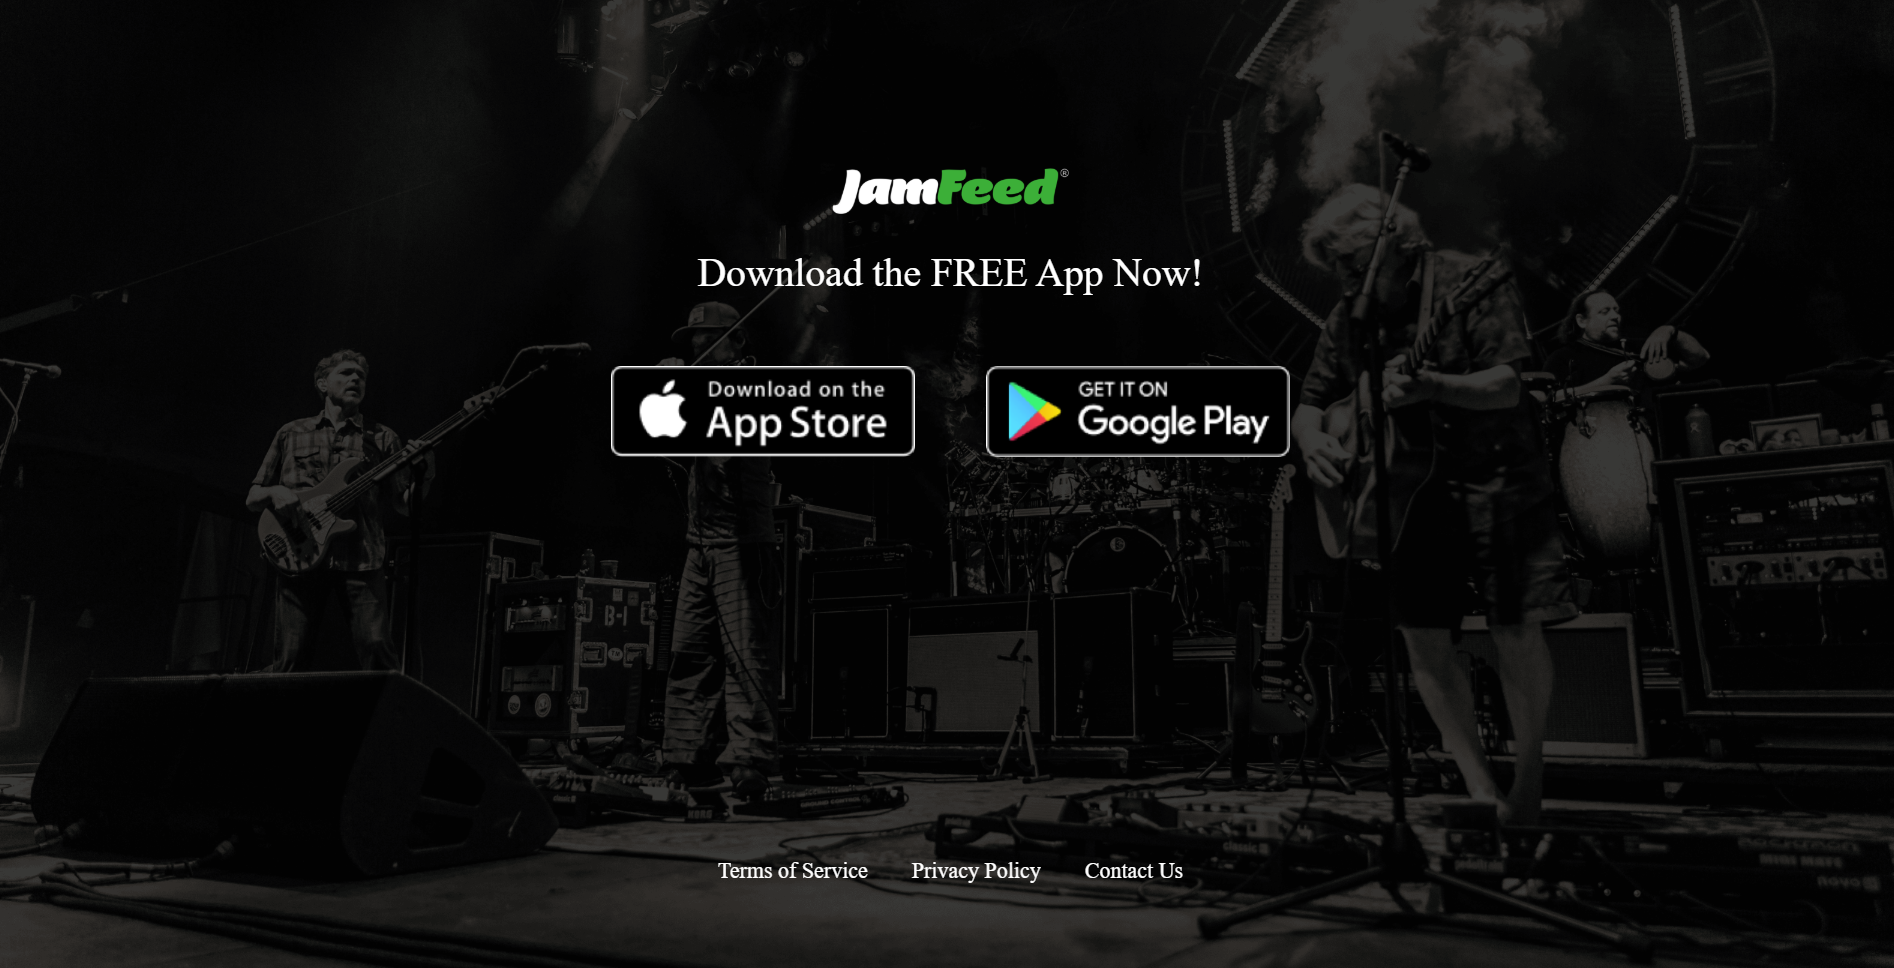 JamFeed®
Download the FREE App Now!
Download on the
App Store
GET IT ON
Google Play
B-1
Terms of Service
Privacy Policy
Contact Us